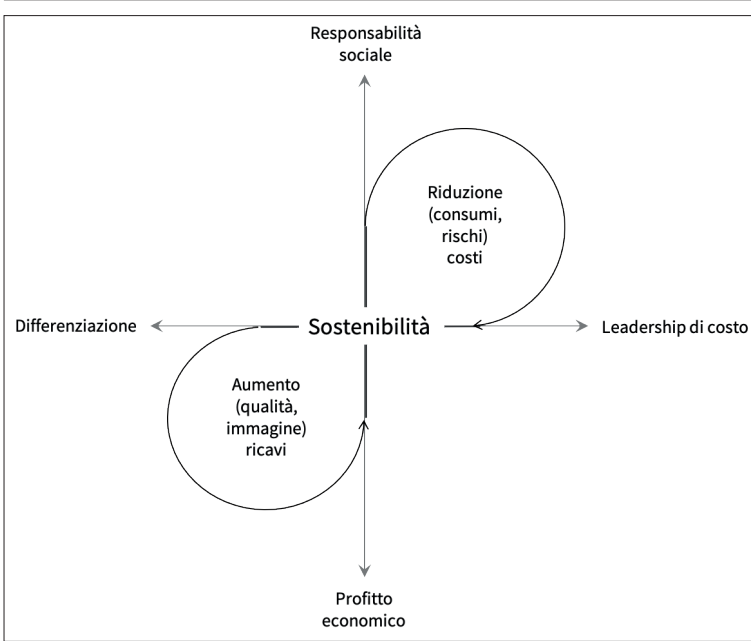 Responsabilità
sociale
Riduzione
(consumi,
rischi)
costi
Differenziazione
Sostenibilità
Leadership di costo
Aumento
(qualità,
immagine)
ricavi
Profitto
economico